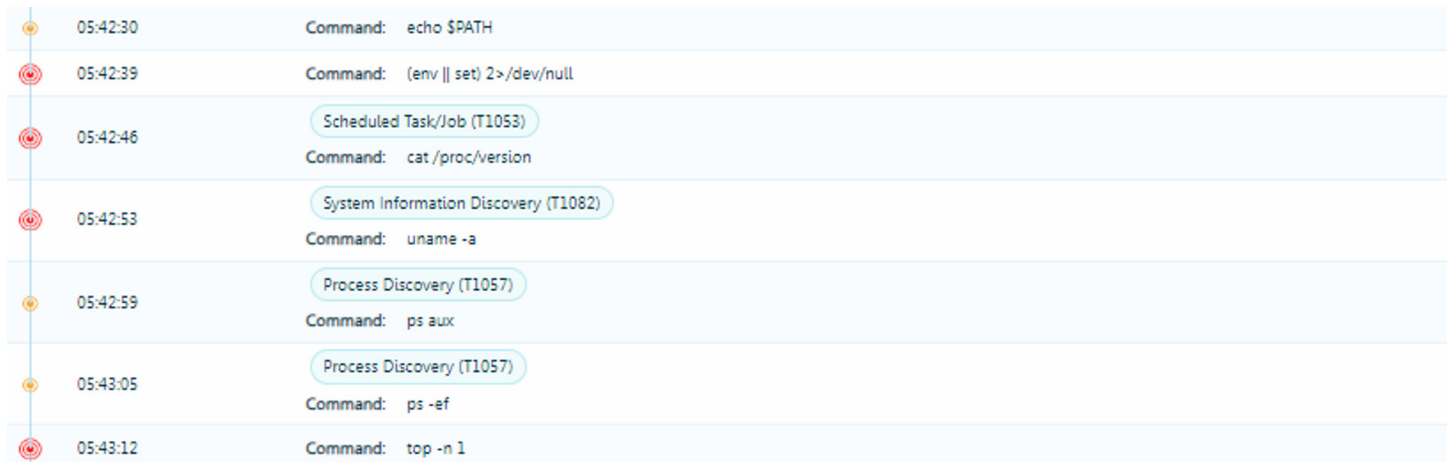 05:42:30 Command: echo $PATH
05:42:39 Command: (env || set) 2>/dev/null
Scheduled Task/Job (T1053)
05:42:46
Command: cat /proc/version
System Information Discovery (T1082)
05:42:53
Command: uname -a
Process Discovery (T1057)
05:42:59
Command: ps aux
Process Discovery (T1057)
05:43:05
Command: ps -ef
05:43:12 Command: top -n 1